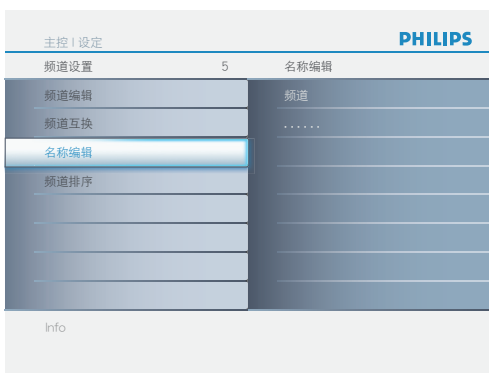 主控 | 设定
PHILIPS
频道设置 5 名称编辑
频道编辑 频道
频道互换 ......
名称编辑
频道排序
Info